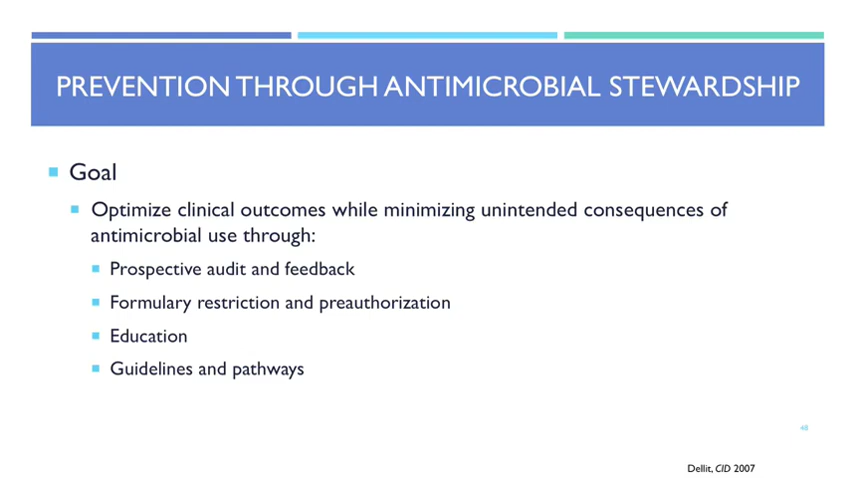 PREVENTION THROUGH ANTIMICROBIAL STEWARDSHIP
Goal
Optimize clinical outcomes while minimizing unintended consequences of
antimicrobial use through:
Prospective audit and feedback
Formulary restriction and preauthorization
Education
Guidelines and pathways
48
Dellit, CID 2007